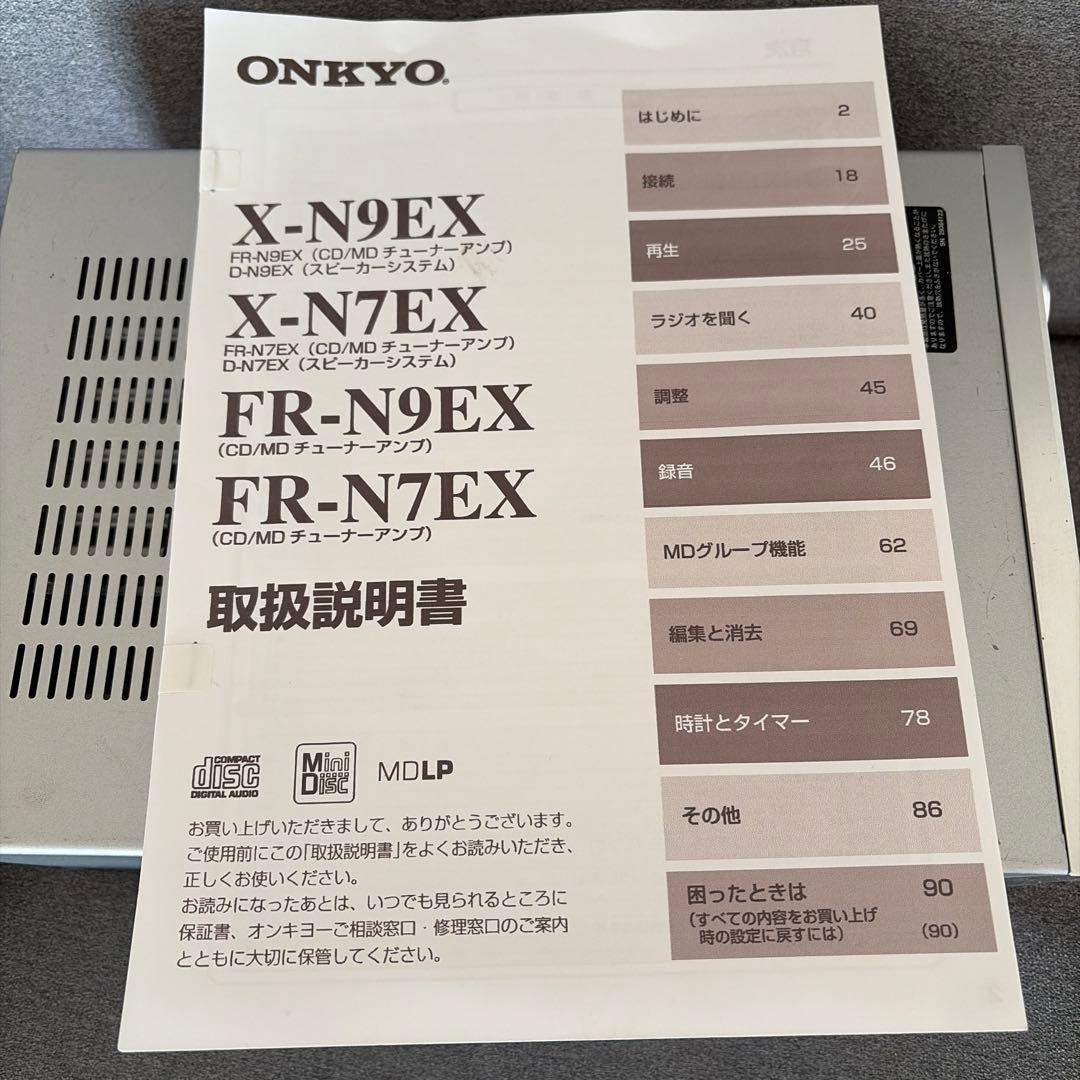 ONKYO®
X-N9EX
FR-N9EX（CD/MD チューナーアンプ）
D-N9EX（スピーカーシステム）
X-N7EX
FR-N7EX（CD/MD チューナーアンプ）
D-N7EX（スピーカーシステム）
FR-N9EX
（CD/MD チューナーアンプ）
FR-N7EX
（CD/MD チューナーアンプ）
取扱説明書
COMPACT
disc
DIGITAL AUDIO
Mini
Disc
MDLP
お買い上げいただきまして、ありがとうございます。
ご使用前にこの「取扱説明書」をよくお読みいただき、
正しくお使いください。
お読みになったあとは、いつでも見られるところに
保証書、オンキヨーご相談窓口・修理窓口のご案内
とともに大切に保管してください。
はじめに 2
接続 18
再生 25
ラジオを聞く 40
調整 45
録音 46
MDグループ機能 62
編集と消去 69
時計とタイマー 78
その他 86
困ったときは 90
（すべての内容をお買い上げ
時の設定に戻すには） （90）